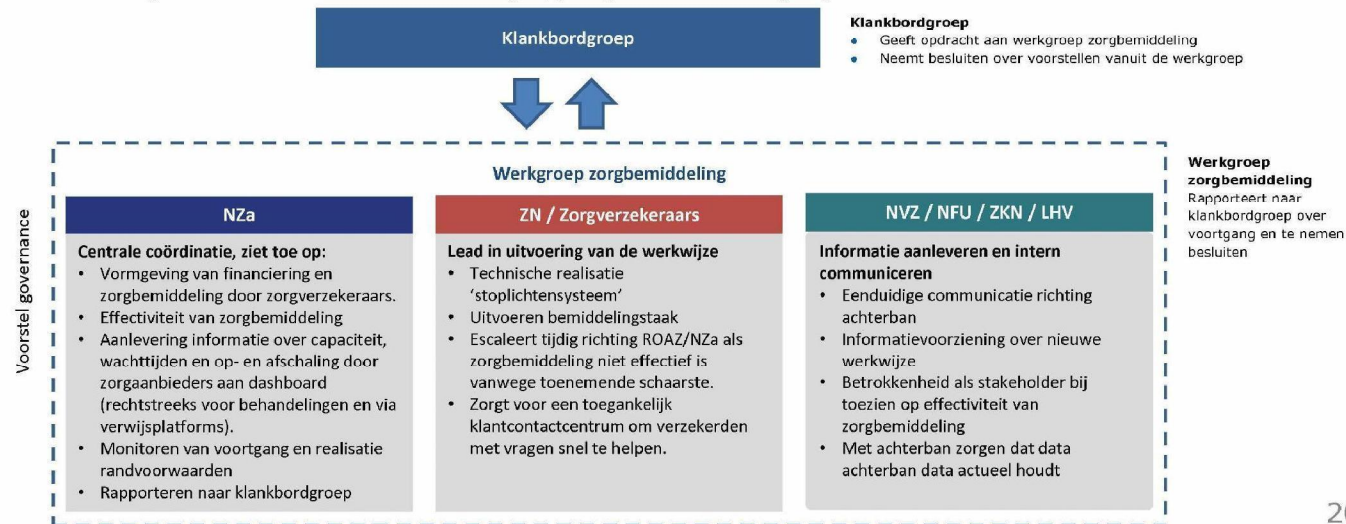 Klankbordgroep
Klankbordgroep
• Geeft opdracht aan werkgroep zorgbemiddeling
• Neemt besluiten over voorstellen vanuit de werkgroep
Voorstel governance
Werkgroep zorgbemiddeling
NZa
Centrale coördinatie, ziet toe op:
• Vormgeving van financiering en
zorgbemiddeling door zorgverzekeraars.
• Effectiviteit van zorgbemiddeling
• Aanlevering informatie over capaciteit,
wachttijden en op- en afschaling door
zorgaanbieders aan dashboard
(rechtstreeks voor behandelingen en via
verwijsplatforms).
• Monitoren van voortgang en realisatie
randvoorwaarden
• Rapporteren naar klankbordgroep
ZN / Zorgverzekeraars
Lead in uitvoering van de werkwijze
• Technische realisatie
‘stoplichtensysteem’
• Uitvoeren bemiddelingstaak
• Escaleert tijdig richting ROAZ/NZa als
zorgbemiddeling niet effectief is
vanwege toenemende schaarste.
• Zorgt voor een toegankelijk
klantcontactcentrum om verzekerden
met vragen snel te helpen.
NVZ / NFU / ZKN / LHV
Informatie aanleveren en intern
communiceren
• Eenduidige communicatie richting
achterban
• Informatievoorziening over nieuwe
werkwijze
• Betrokkenheid als stakeholder bij
toezien op effectiviteit van
zorgbemiddeling
• Met achterban zorgen dat data
achterban data actueel houdt
Werkgroep
zorgbemiddeling
Rapporteert naar
klankbordgroep over
voortgang en te nemen
besluiten